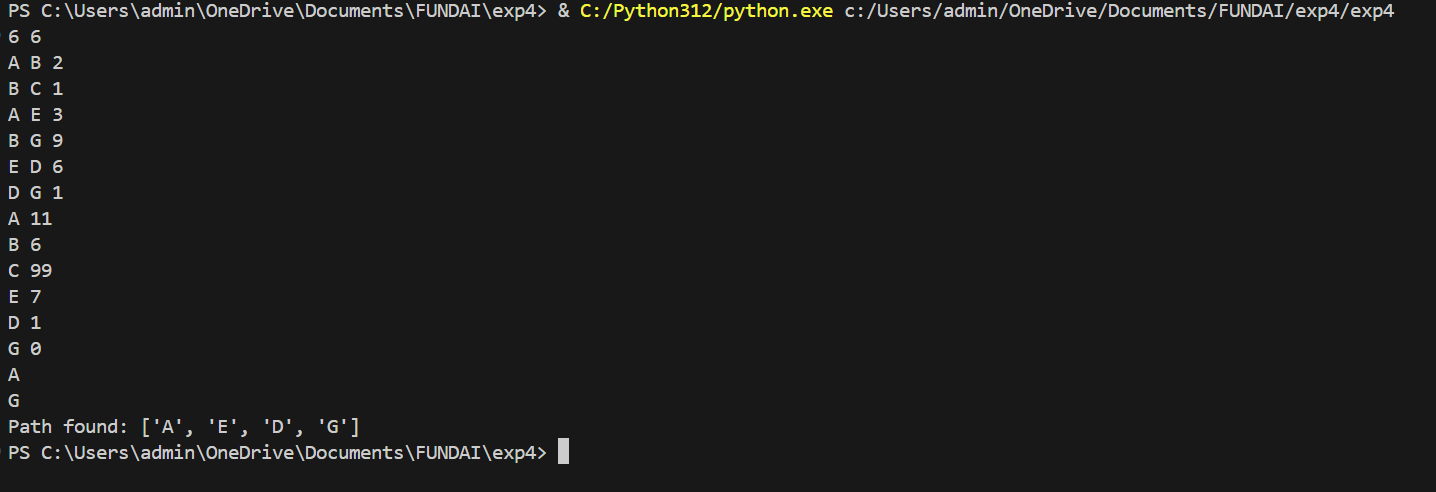 PS C:\Users\admin\OneDrive\Documents\FUNDAI\exp4> & C:/Python312/python.exe c:/Users/admin/OneDrive/Documents/FUNDAI/exp4/exp4
6 6
A B 2
B C 1
A E 3
B G 9
E D 6
D G 1
A 11
B 6
C 99
E 7
D 1
G 0
A
G
Path found: ['A', 'E', 'D', 'G']
PS C:\Users\admin\OneDrive\Documents\FUNDAI\exp4>